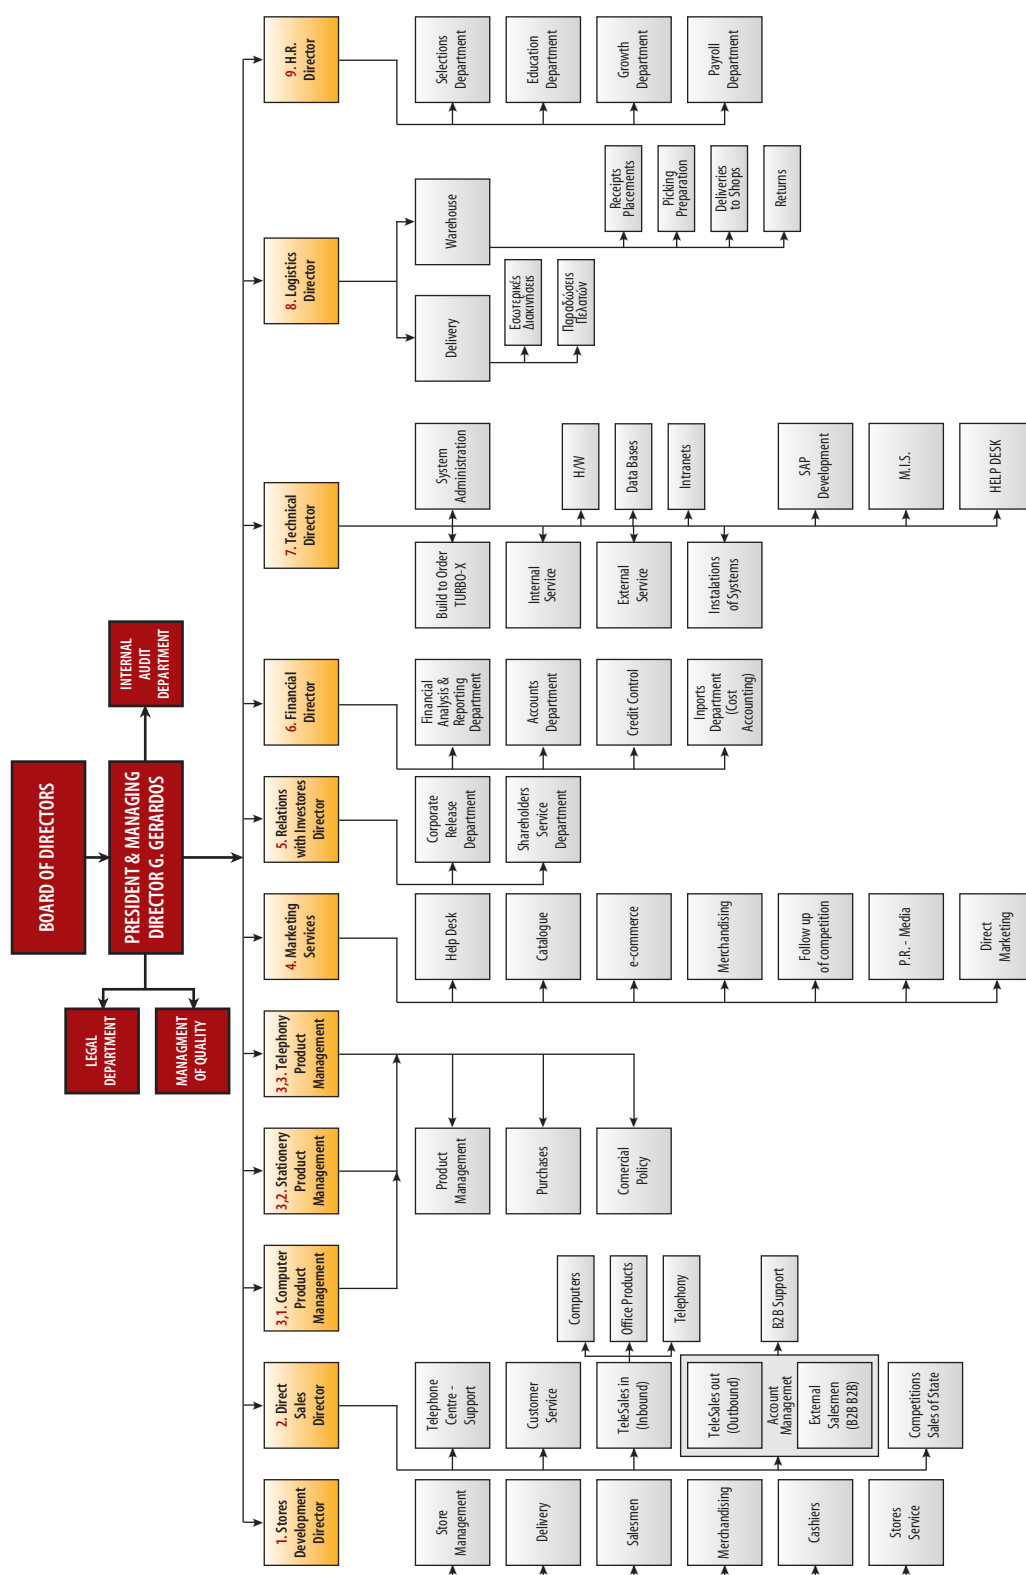 BOARD OF DIRECTORS
PRESIDENT & MANAGING
DIRECTOR G. GERARDOS
LEGAL
DEPARTMENT
MANAGMENT
OF QUALITY
INTERNAL
AUDIT
DEPARTMENT
1. Stores
Development
Director
Store
Management
Delivery
Salesmen
Merchandising
Cashiers
Stores
Service
2. Direct
Sales
Director
Telephone
Centre -
Support
Customer
Service
TeleSales in
(Inbound)
Computers
Office Products
Telephony
TeleSales out
(Outbound)
Account
Managemet
External
Salesmen
(B2B B2B)
B2B Support
Competitions
Sales of State
3,1. Computer
Product
Management
3,2. Stationery
Product
Management
3,3. Telephony
Product
Management
Product
Management
Purchases
Comercial
Policy
4. Marketing
Services
Help Desk
Catalogue
e-commerce
Merchandising
Follow up
of competition
P.R. - Media
Direct
Marketing
5. Relations
with Investores
Director
Corporate
Release
Department
Shareholders
Service
Department
6. Financial
Director
Financial
Analysis &
Reporting
Department
Accounts
Department
Credit Control
Inports
Department
(Cost
Accounting)
7. Technical
Director
Build to Order
TURBO-X
System
Administration
Internal
Service
H/W
External
Service
Data Bases
Instalations
of Systems
Intranets
SAP
Development
M.I.S.
HELP DESK
8. Logistics
Director
Delivery
Εσωτερικές
Διακινήσεις
Παραδώσεις
Πελατών
Warehouse
Receipts
Placements
Picking
Preparation
Deliveries
to Shops
Returns
9. H.R.
Director
Selections
Department
Education
Department
Growth
Department
Payroll
Department